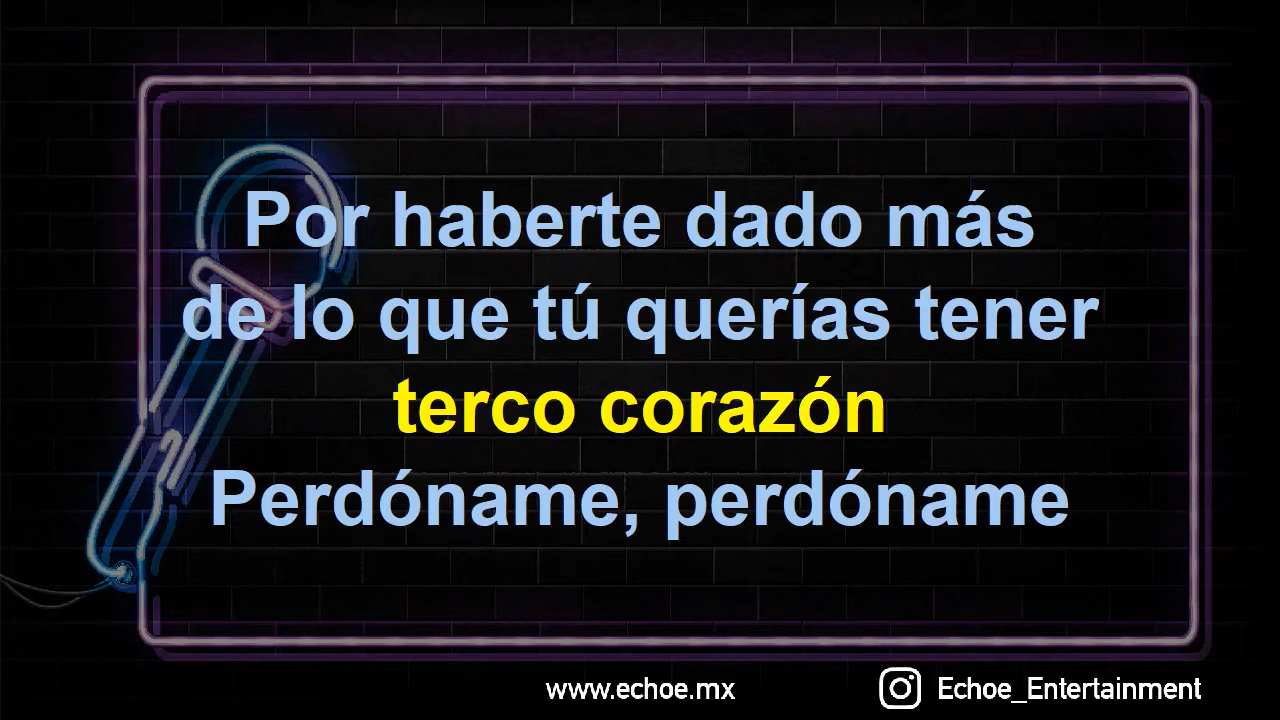 Por haberte dado más
de lo que tú querías tener
terco corazón
Perdóname, perdóname
www.echoe.mx
Echoe_Entertainment